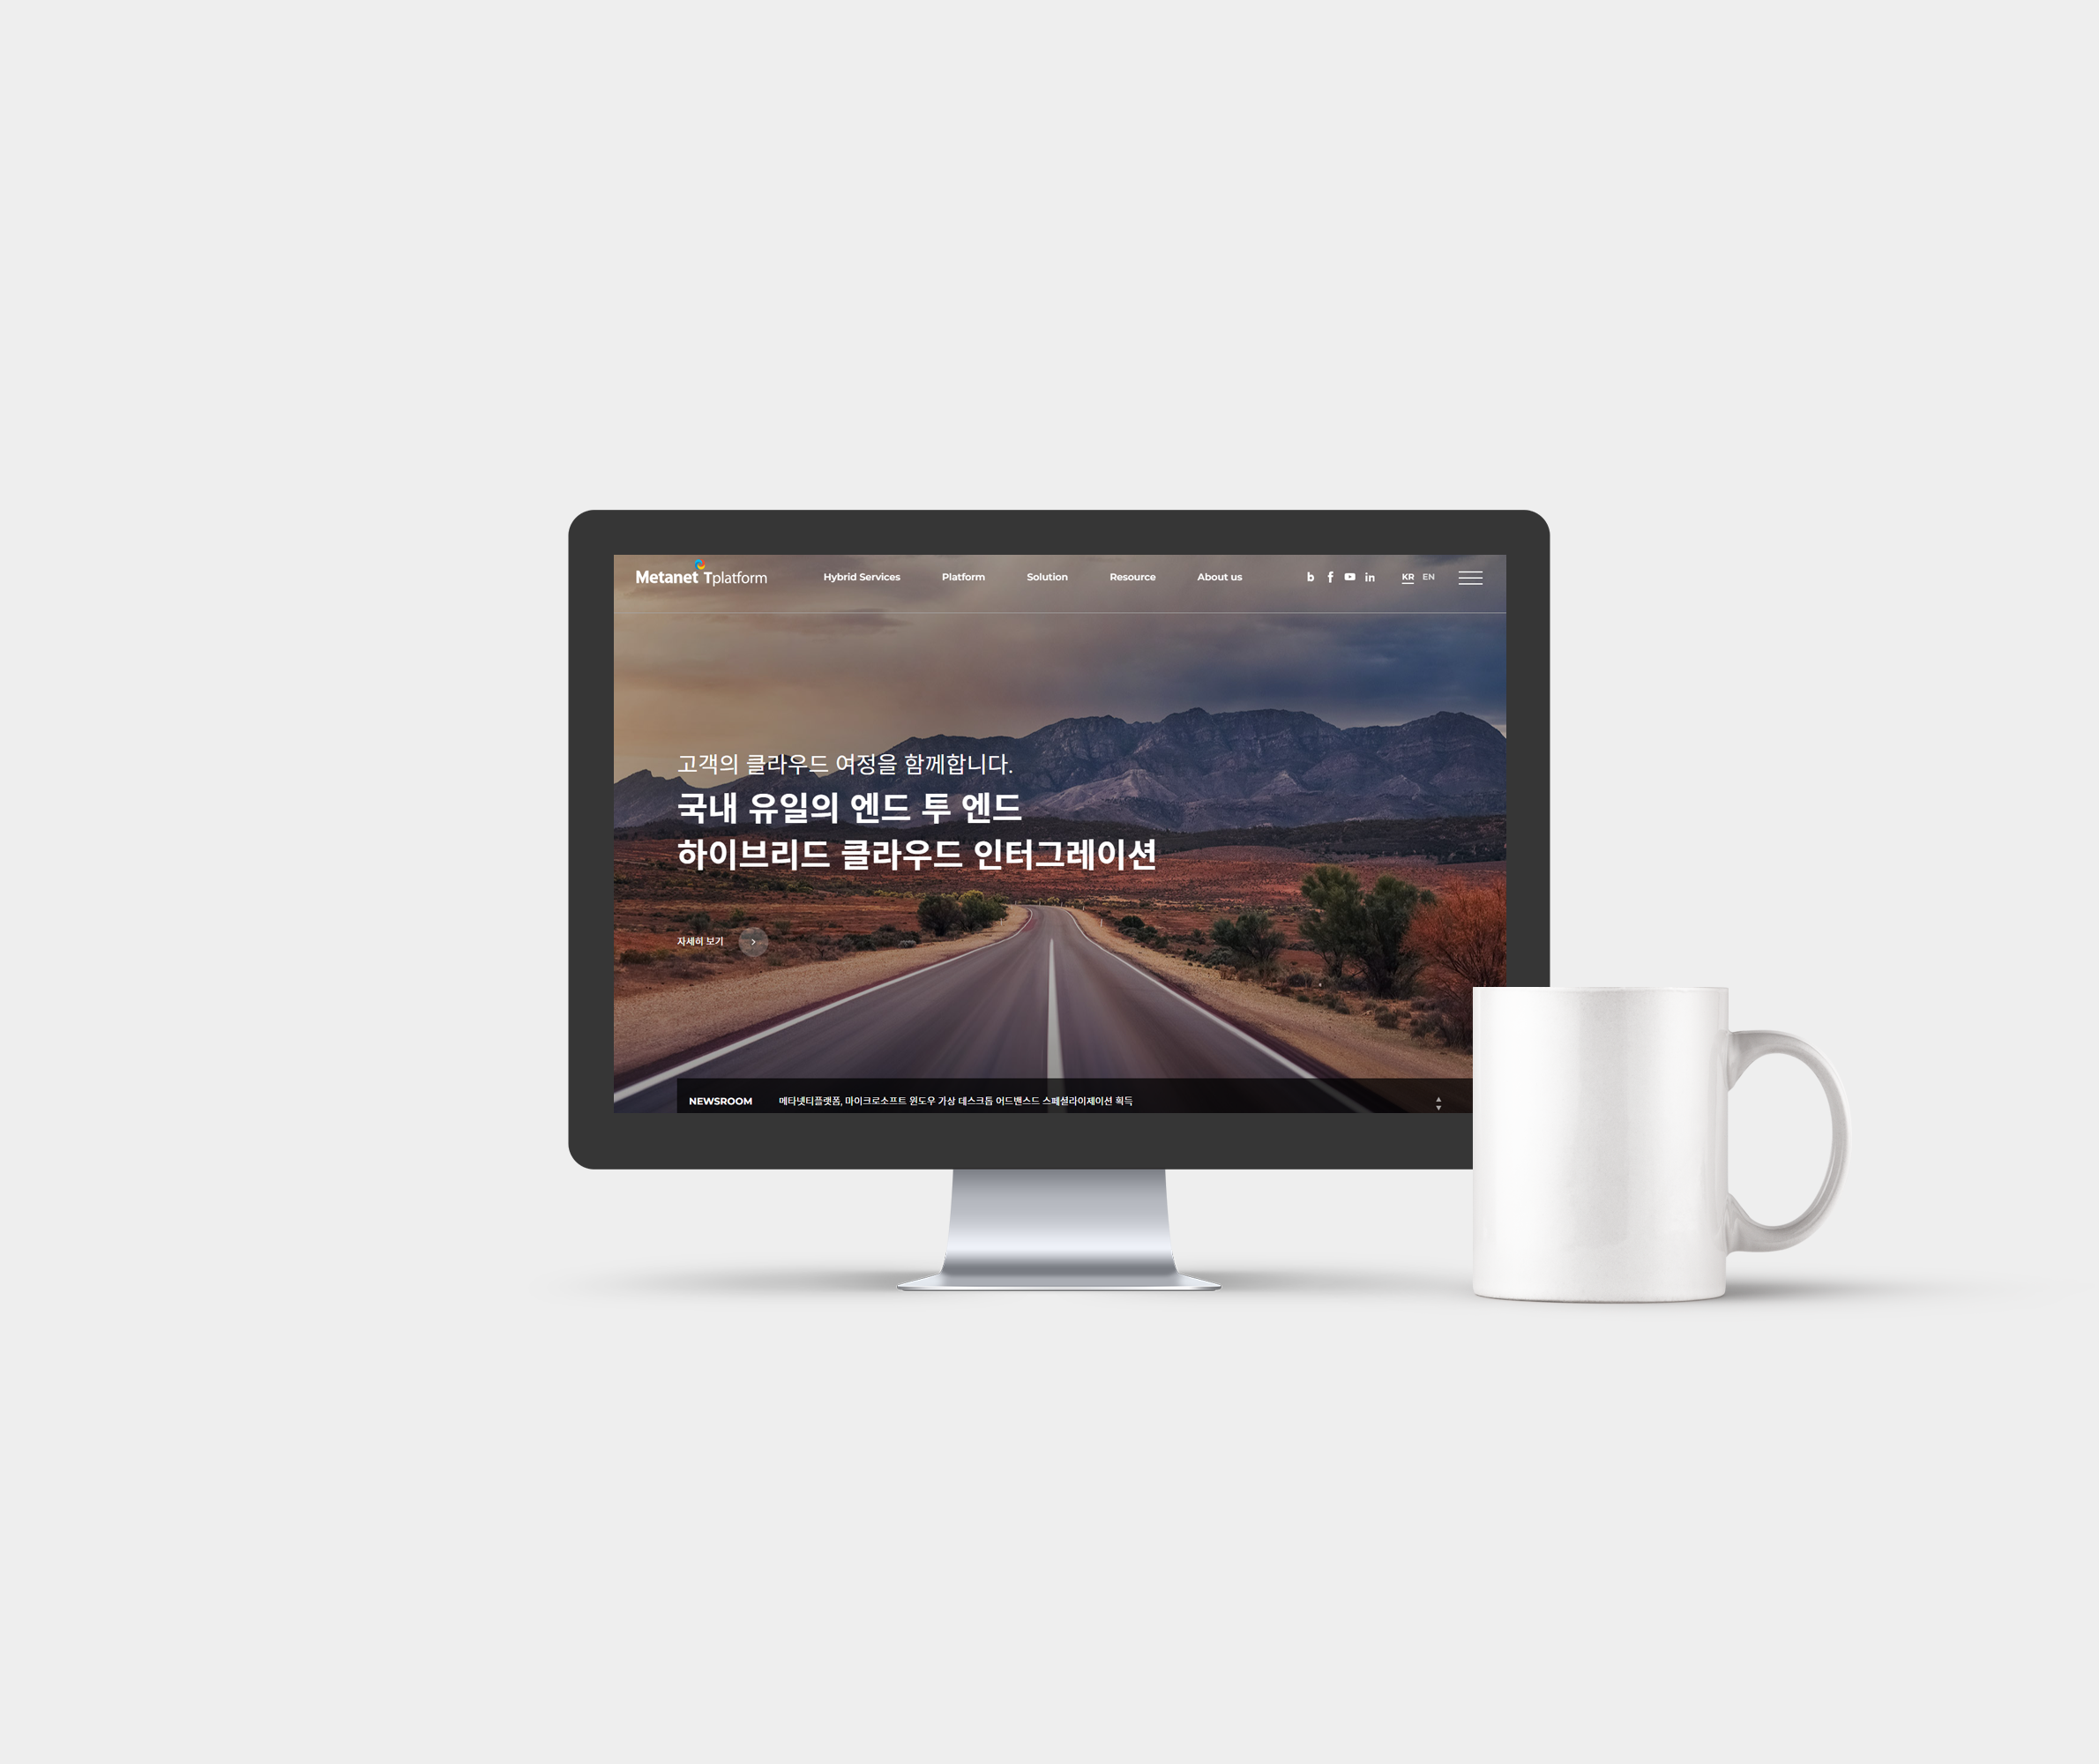 Metanet Tplatform
Hybrid Services
Platform
Solution
Resource
About us
KR EN
고객의 클라우드 여정을 함께합니다.
국내 유일의 엔드 투 엔드
하이브리드 클라우드 인터그레이션
자세히 보기
NEWSROOM 메타넷티플랫폼, 마이크로소프트 윈도우 가상 데스크톱 어드밴스드 스페셜라이제이션 획득